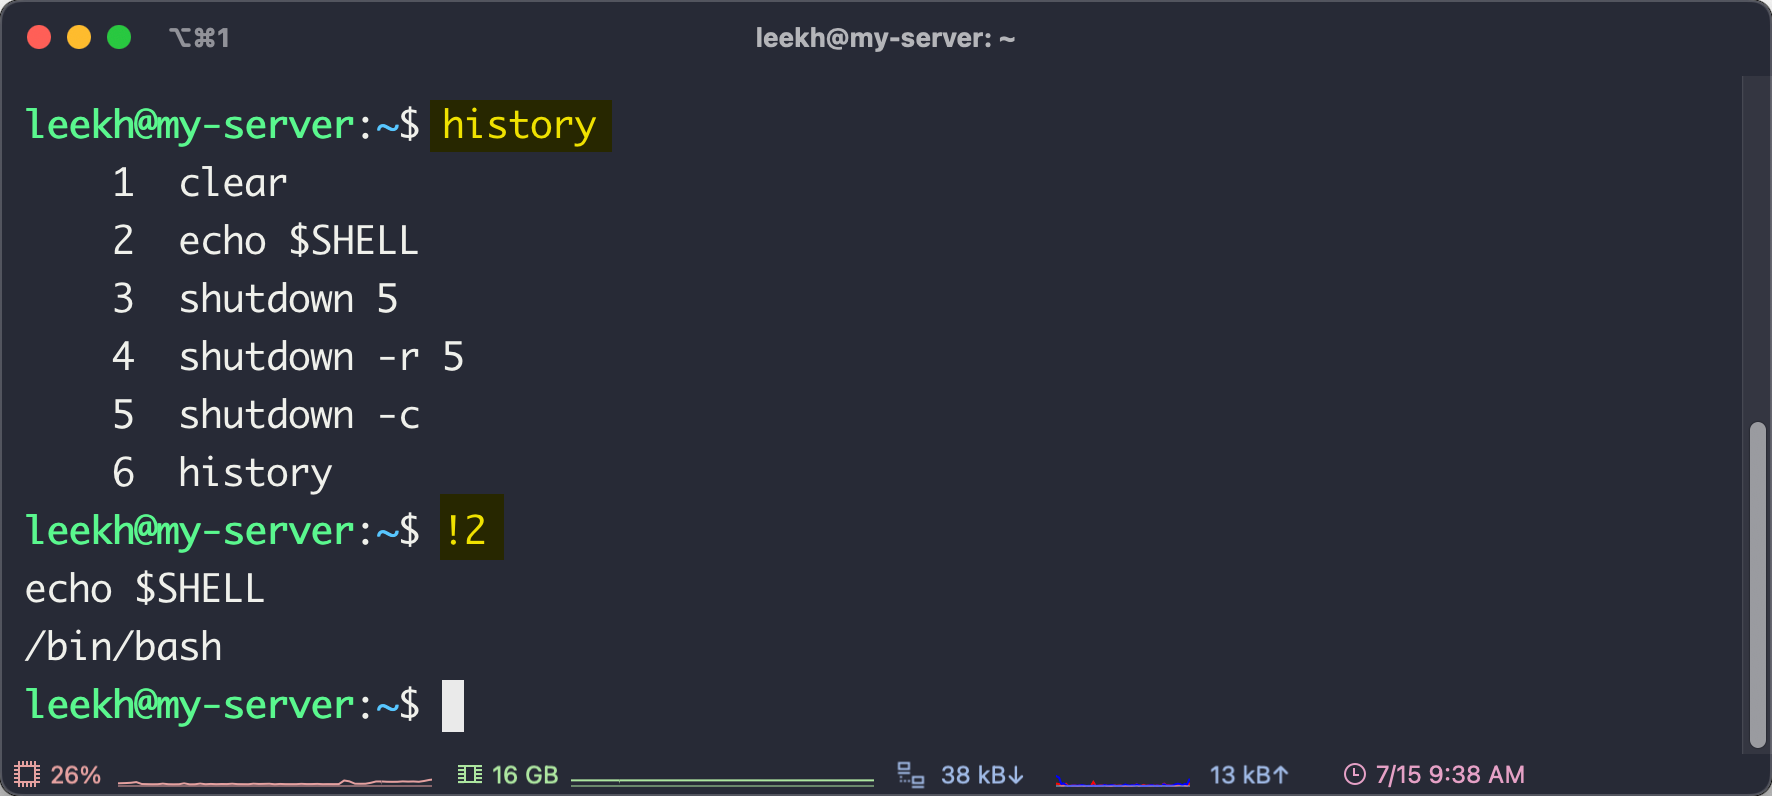 ⌥⌘1 leekh@my-server: ~
leekh@my-server:~$ history
    1  clear
    2  echo $SHELL
    3  shutdown 5
    4  shutdown -r 5
    5  shutdown -c
    6  history
leekh@my-server:~$ !2
echo $SHELL
/bin/bash
leekh@my-server:~$
26% 16 GB 38 kB↓ 13 kB↑ 7/15 9:38 AM